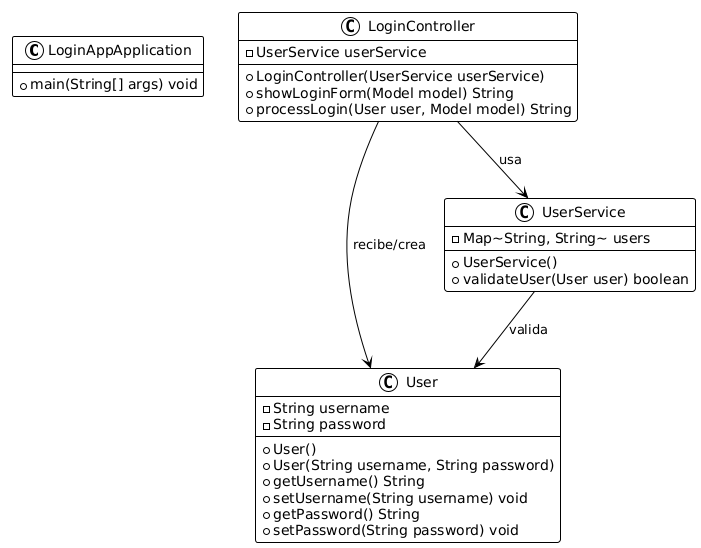 C LoginAppApplication
main(String[] args) void
C LoginController
UserService userService
LoginController(UserService userService)
showLoginForm(Model model) String
processLogin(User user, Model model) String
usa
recibe/crea
C UserService
Map~String, String~ users
UserService()
validateUser(User user) boolean
valida
C User
String username
String password
User()
User(String username, String password)
getUsername() String
setUsername(String username) void
getPassword() String
setPassword(String password) void